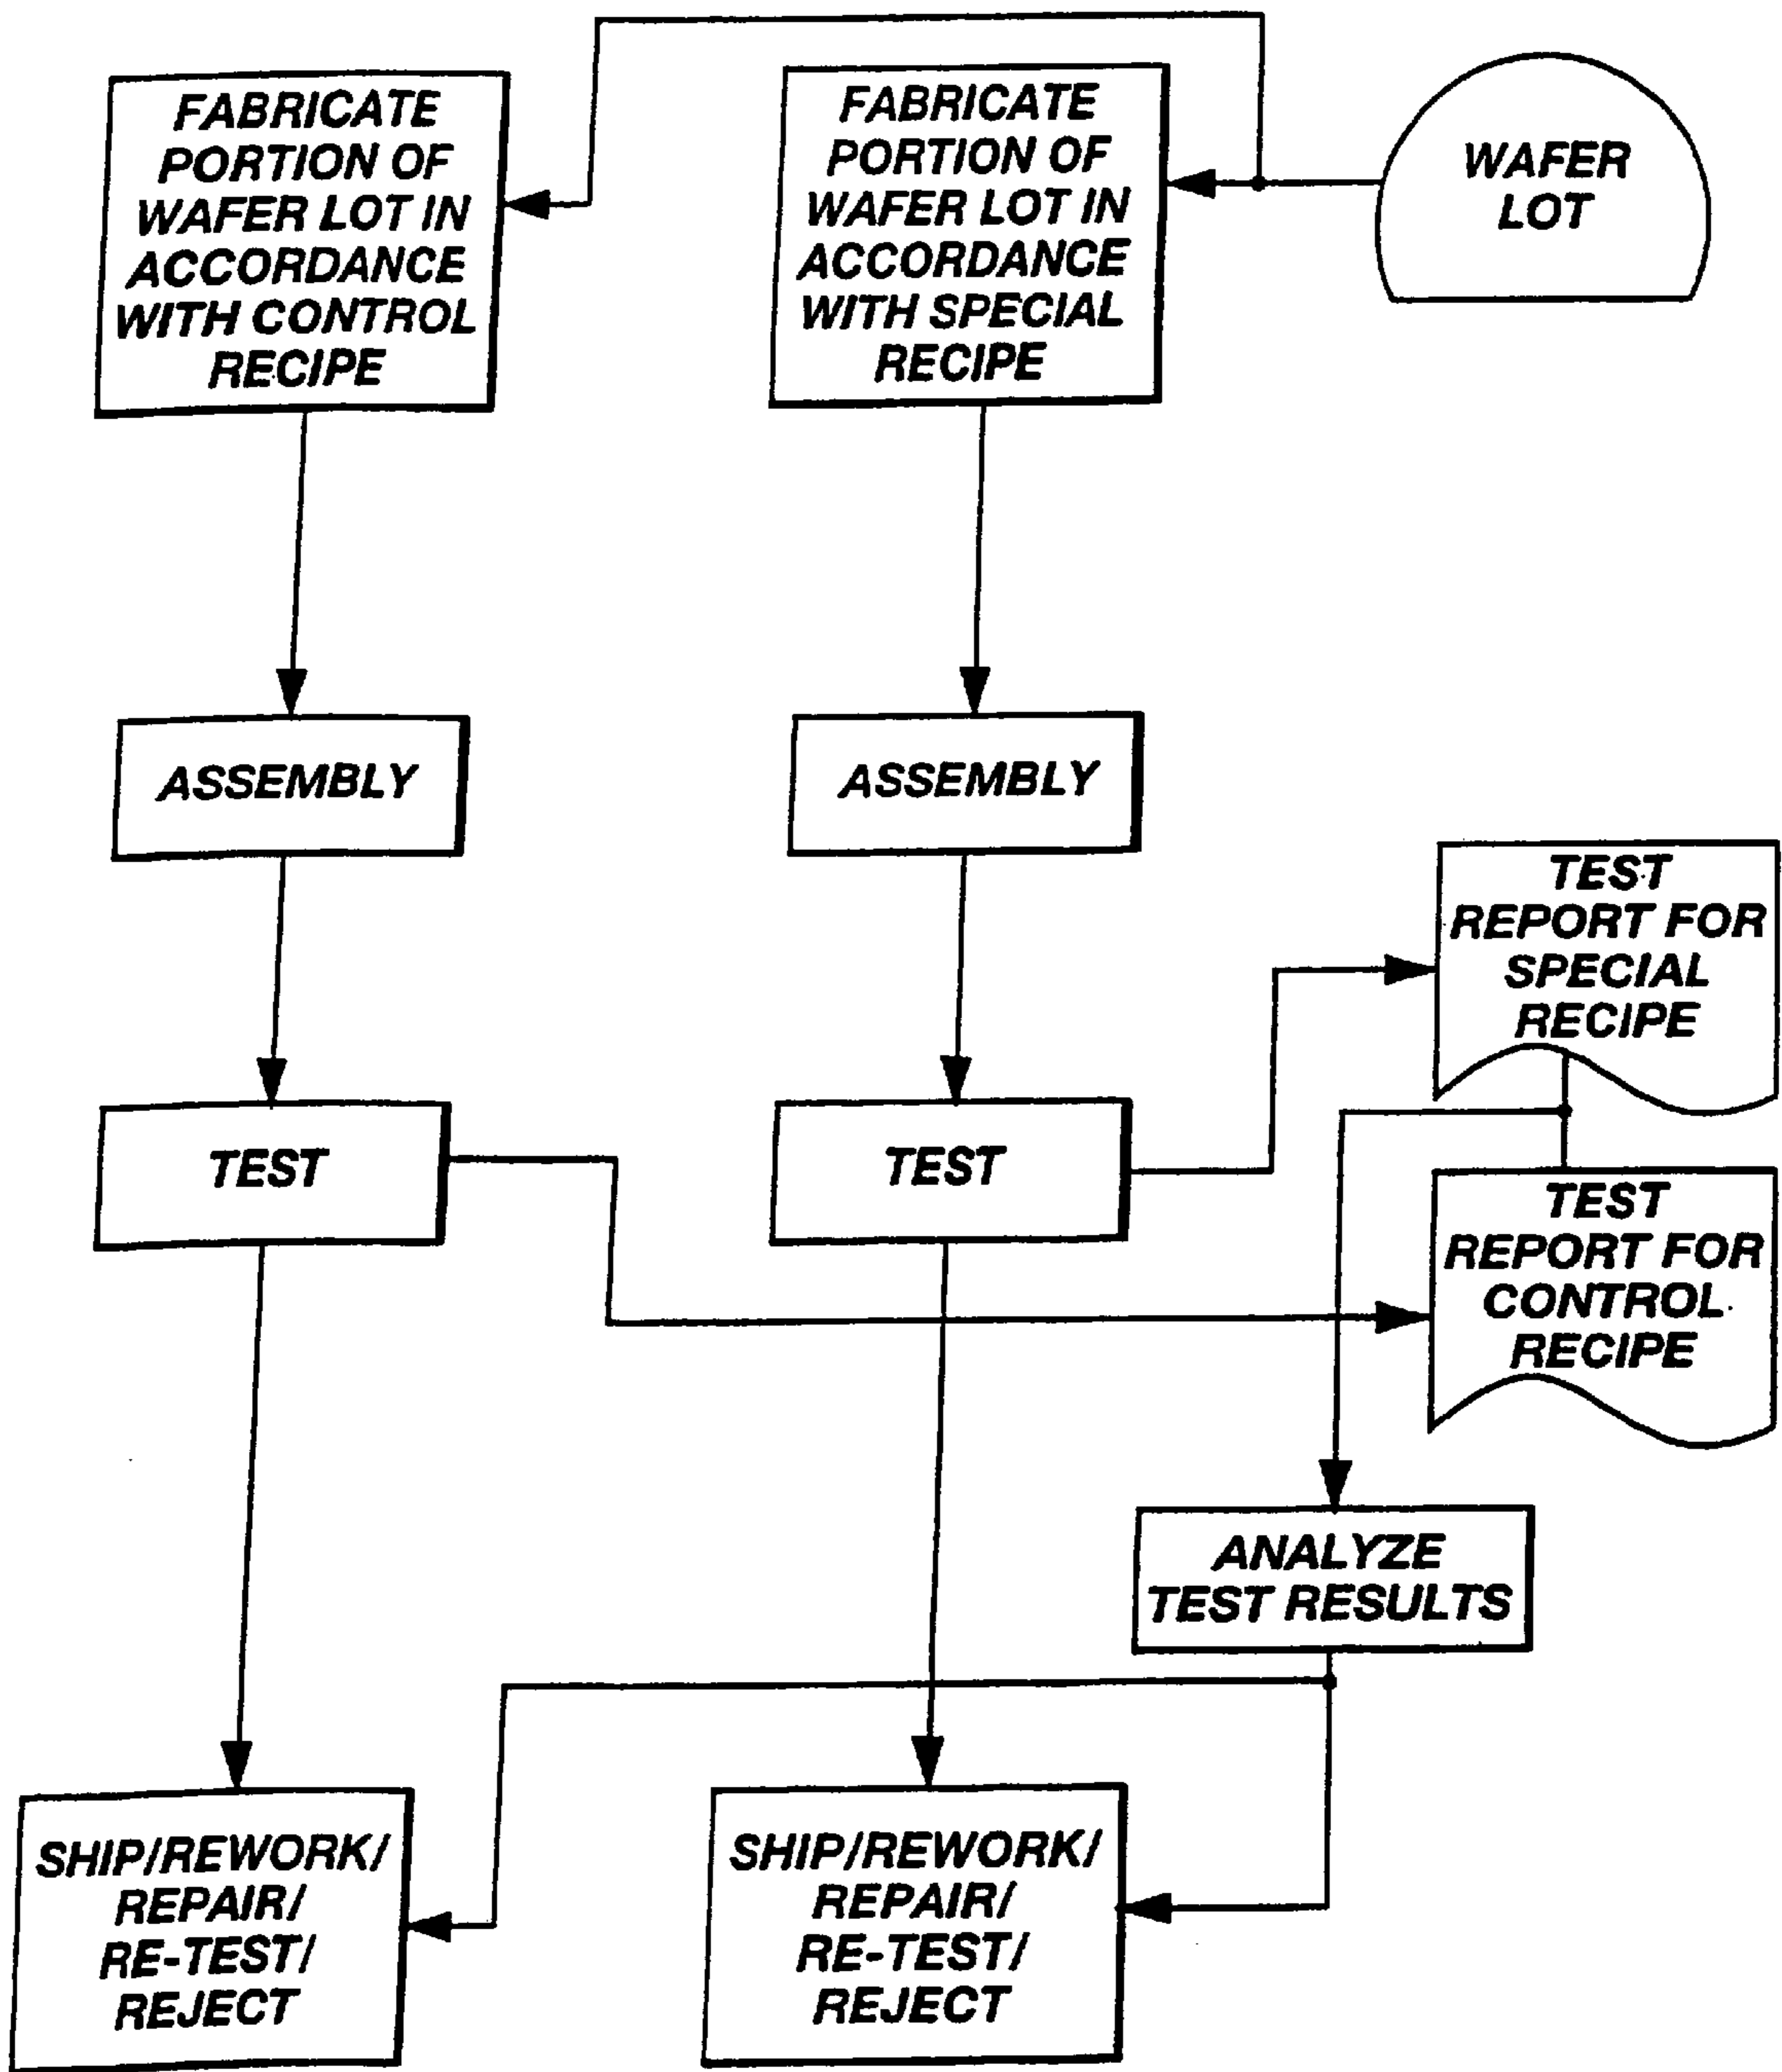 FABRICATE
PORTION OF
WAFER LOT IN
ACCORDANCE
WITH CONTROL
RECIPE
FABRICATE
PORTION OF
WAFER LOT IN
ACCORDANCE
WITH SPECIAL
RECIPE
WAFER
LOT
ASSEMBLY
ASSEMBLY
TEST
REPORT FOR
SPECIAL
RECIPE
TEST
TEST
TEST
REPORT FOR
CONTROL
RECIPE
ANALYZE
TEST RESULTS
SHIP/REWORK/
REPAIR/
RE-TEST/
REJECT
SHIP/REWORK/
REPAIR/
RE-TEST/
REJECT